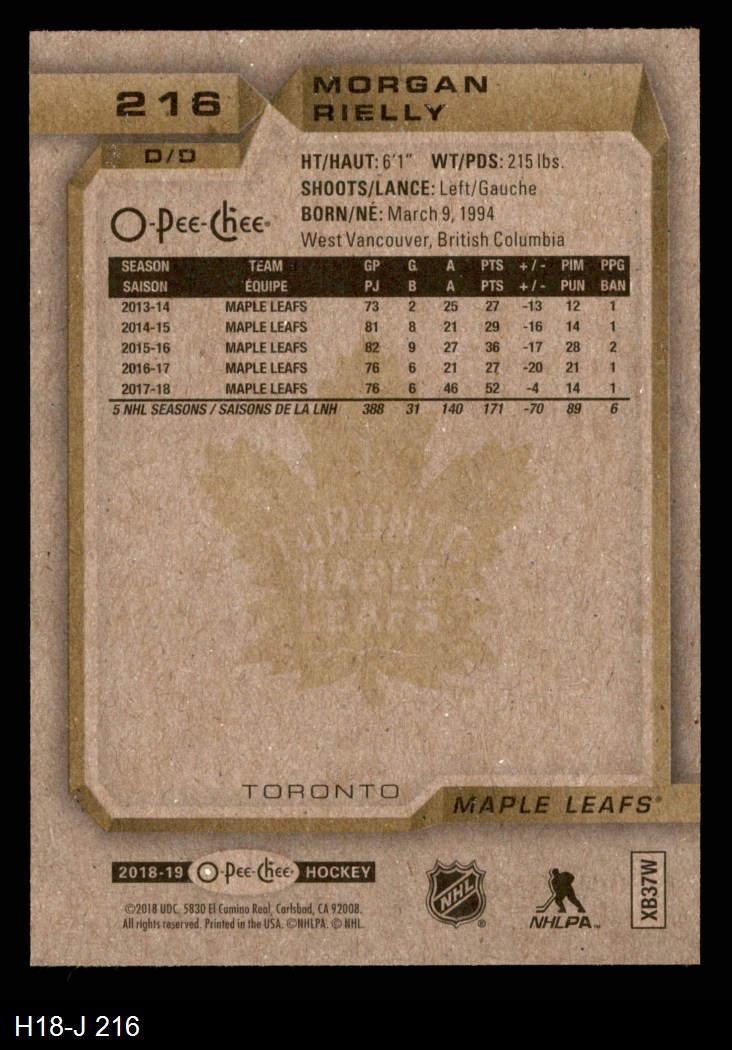 216
MORGAN
RIELLY
D/D
HT/HAUT: 6'1" WT/PDS: 215 lbs.
SHOOTS/LANCE: Left/Gauche
BORN/NÉ: March 9, 1994
West Vancouver, British Columbia
O-Pee-Chee®
SEASON TEAM GP G A PTS +/- PIM PPG
SAISON ÉQUIPE PJ B A PTS +/- PUN BAN
2013-14 MAPLE LEAFS 73 2 25 27 -13 12 1
2014-15 MAPLE LEAFS 81 8 21 29 -16 14 1
2015-16 MAPLE LEAFS 82 9 27 36 -17 28 2
2016-17 MAPLE LEAFS 76 6 21 27 -20 21 1
2017-18 MAPLE LEAFS 76 6 46 52 -4 14 1
5 NHL SEASONS / SAISONS DE LA LNH 388 31 140 171 -70 89 6
TORONTO
MAPLE
LEAFS
TORONTO
MAPLE LEAFS®
2018-19 O-Pee-Chee HOCKEY
©2018 UDC. 5830 El Camino Real, Carlsbad, CA 92008.
All rights reserved. Printed in the USA. ©NHLPA. © NHL.
NHL®
NHLPA™
XB37W
H18-J 216